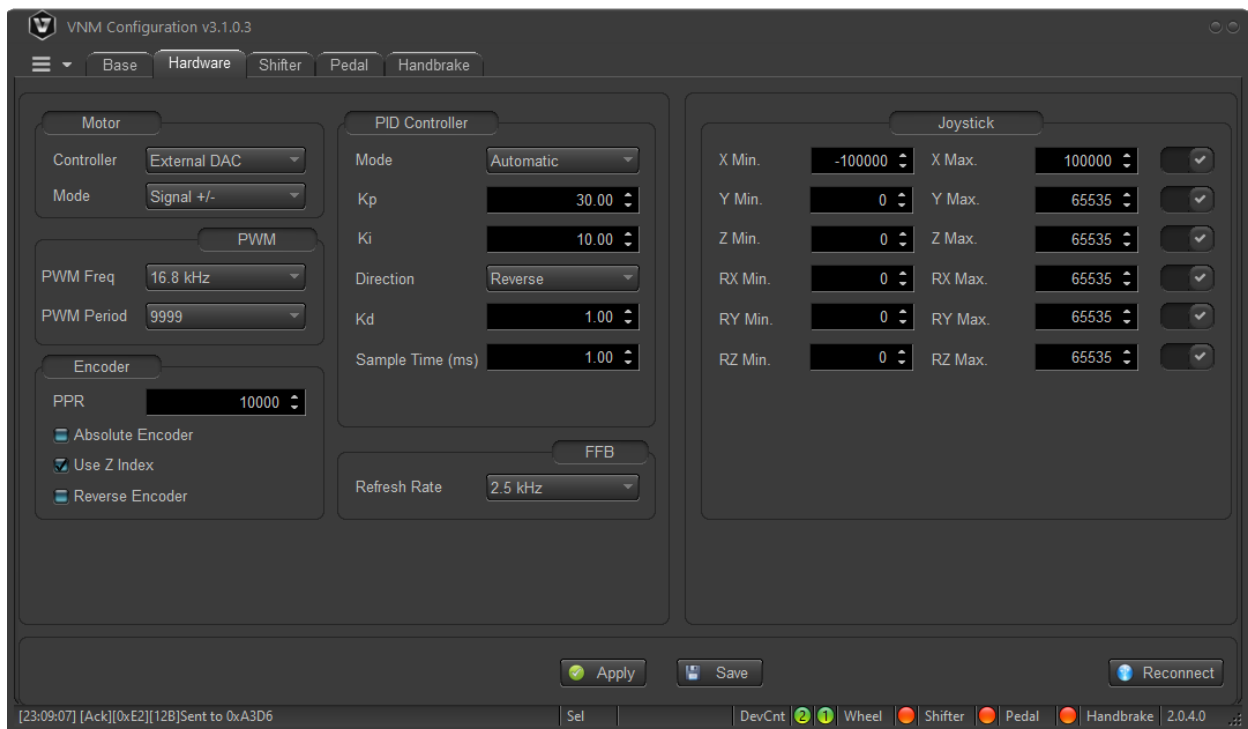 VNM Configuration v3.1.0.3
Base Hardware Shifter Pedal Handbrake
Motor
Controller External DAC
Mode Signal +/-
PWM
PWM Freq 16.8 kHz
PWM Period 9999
Encoder
PPR 10000
Absolute Encoder
Use Z Index
Reverse Encoder
PID Controller
Mode Automatic
Kp 30.00
Ki 10.00
Direction Reverse
Kd 1.00
Sample Time (ms) 1.00
FFB
Refresh Rate 2.5 kHz
Joystick
X Min. -100000 X Max. 100000
Y Min. 0 Y Max. 65535
Z Min. 0 Z Max. 65535
RX Min. 0 RX Max. 65535
RY Min. 0 RY Max. 65535
RZ Min. 0 RZ Max. 65535
Apply Save Reconnect
[23:09:07] [Ack][0xE2][12B]Sent to 0xA3D6 Sel DevCnt 2 1 Wheel Shifter Pedal Handbrake 2.0.4.0